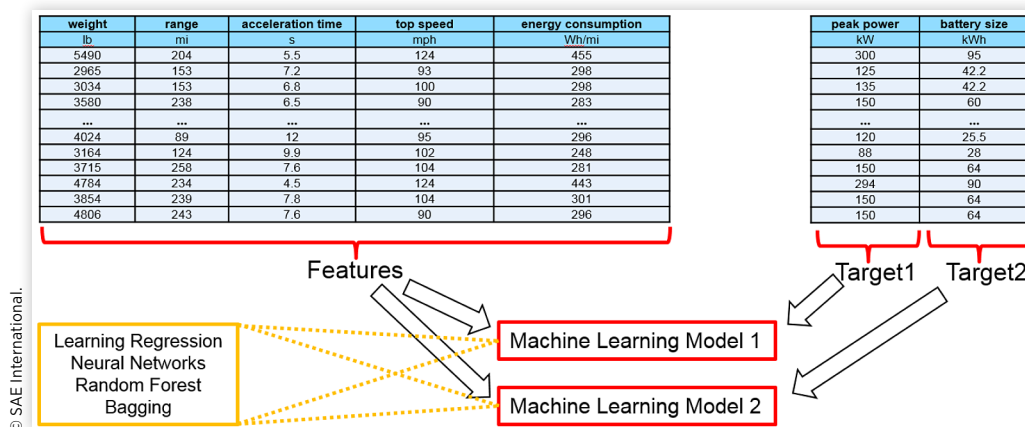 weight range acceleration time top speed energy consumption peak power battery size
lb mi s mph Wh/mi kW kWh
5490 204 5.5 124 455 300 95
2965 153 7.2 93 298 125 42.2
3034 153 6.8 100 298 135 42.2
3580 238 6.5 90 283 150 60
... ... ... ... ... ... ...
4024 89 12 95 296 120 25.5
3164 124 9.9 102 248 88 28
3715 258 7.6 104 281 150 64
4784 234 4.5 124 443 294 90
3854 239 7.8 104 301 150 64
4806 243 7.6 90 296 150 64
Features Target1 Target2
Learning Regression
Neural Networks
Random Forest
Bagging
Machine Learning Model 1
Machine Learning Model 2
© SAE International.